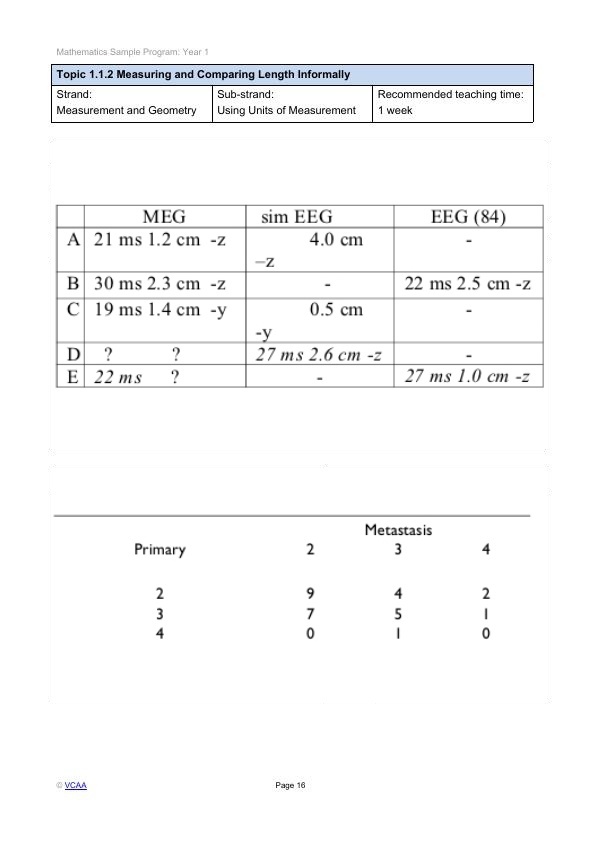 Mathematics Sample Program: Year 1
Topic 1.1.2 Measuring and Comparing Length Informally
Strand: Sub-strand: Recommended teaching time:
Measurement and Geometry Using Units of Measurement 1 week
MEG sim EEG EEG (84)
A 21 ms 1.2 cm -z 4.0 cm -
–z
B 30 ms 2.3 cm -z - 22 ms 2.5 cm -z
C 19 ms 1.4 cm -y 0.5 cm -
-y
D ? ? 27 ms 2.6 cm -z -
E 22 ms ? - 27 ms 1.0 cm -z
Metastasis
Primary 2 3 4
2 9 4 2
3 7 5 1
4 0 1 0
© VCAA Page 16